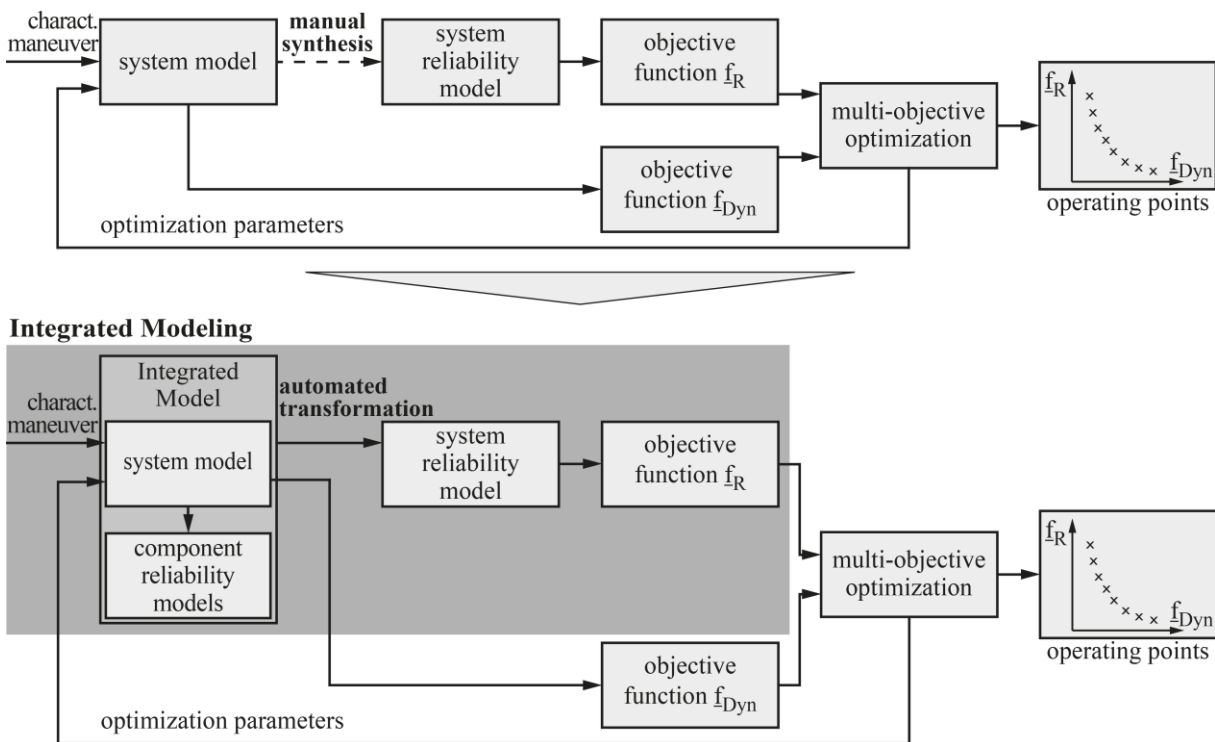 charact.
maneuver
system model
manual
synthesis
system
reliability
model
objective
function f_R
objective
function f_Dyn
multi-objective
optimization
f_R
f_Dyn
operating points
optimization parameters
Integrated Modeling
Integrated
Model
charact.
maneuver
system model
component
reliability
models
automated
transformation
system
reliability
model
objective
function f_R
objective
function f_Dyn
multi-objective
optimization
f_R
f_Dyn
operating points
optimization parameters